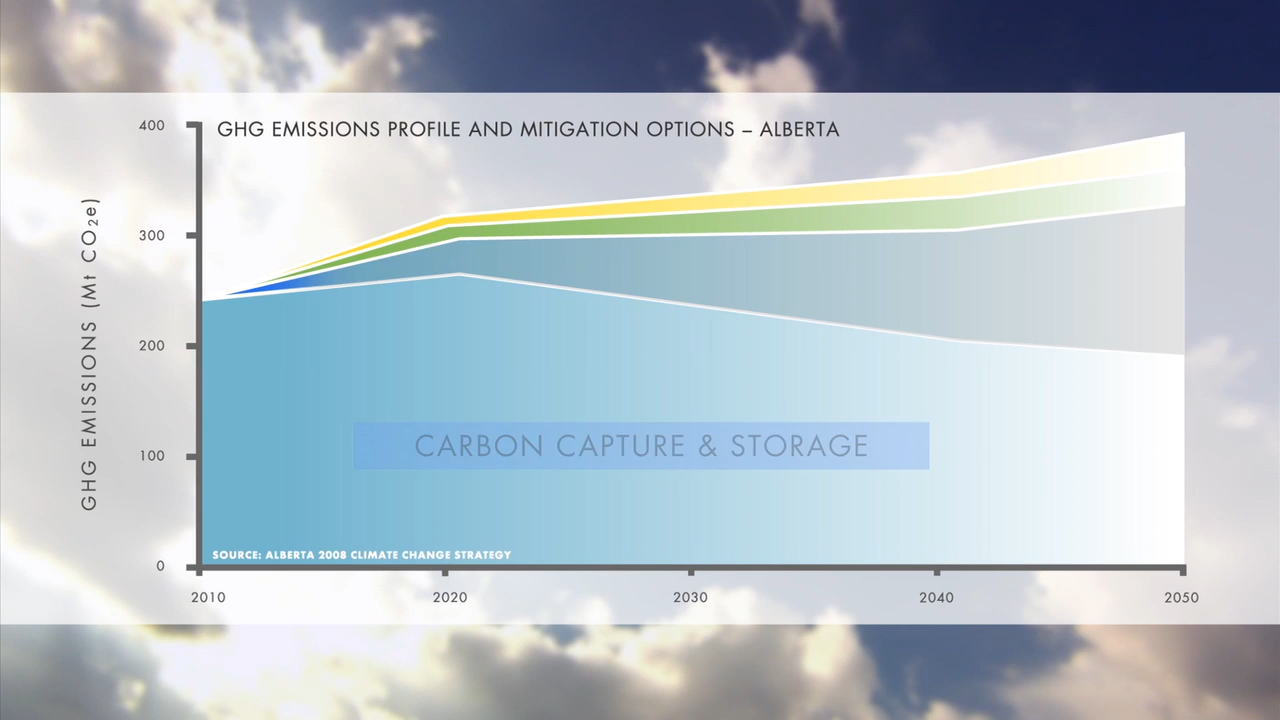 GHG EMISSIONS PROFILE AND MITIGATION OPTIONS – ALBERTA
GHG EMISSIONS (Mt CO₂e)
400
300
200
100
0
CARBON CAPTURE & STORAGE
SOURCE: ALBERTA 2008 CLIMATE CHANGE STRATEGY
2010 2020 2030 2040 2050